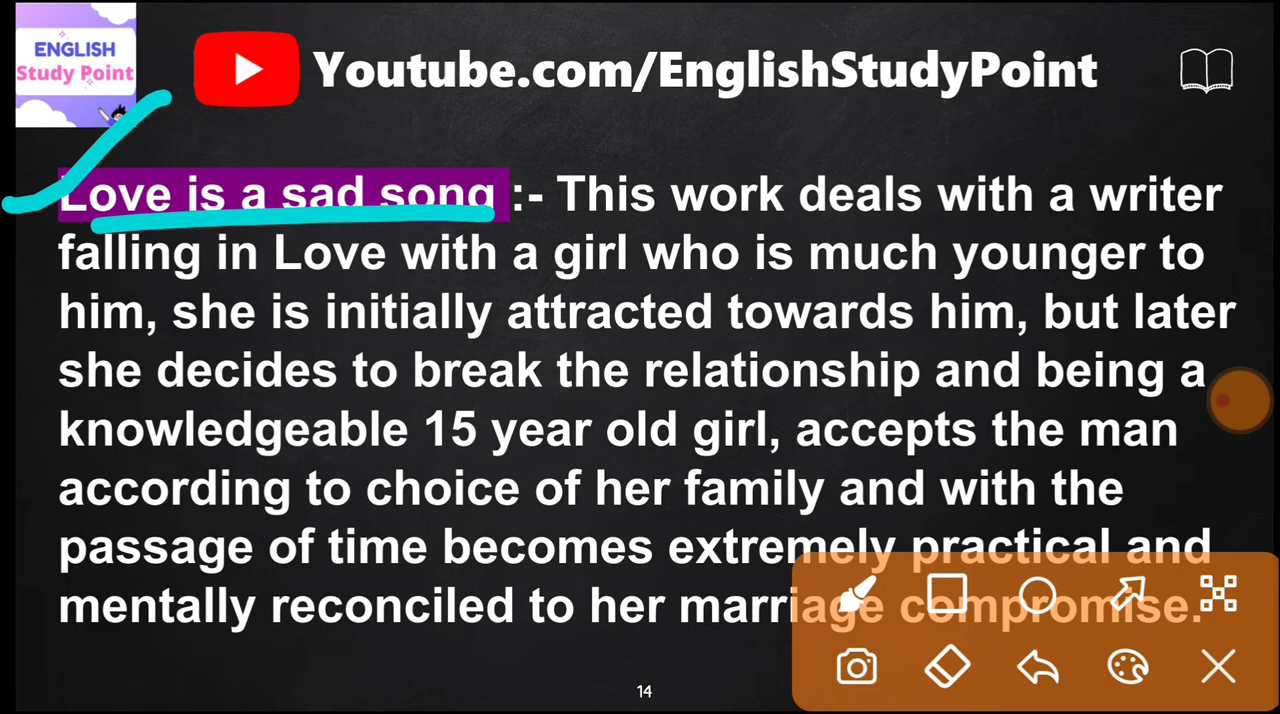 ENGLISH
Study Point
Youtube.com/EnglishStudyPoint
Love is a sad song :- This work deals with a writer
falling in Love with a girl who is much younger to
him, she is initially attracted towards him, but later
she decides to break the relationship and being a
knowledgeable 15 year old girl, accepts the man
according to choice of her family and with the
passage of time becomes extremely practical and
mentally reconciled to her marriage compromise.
14